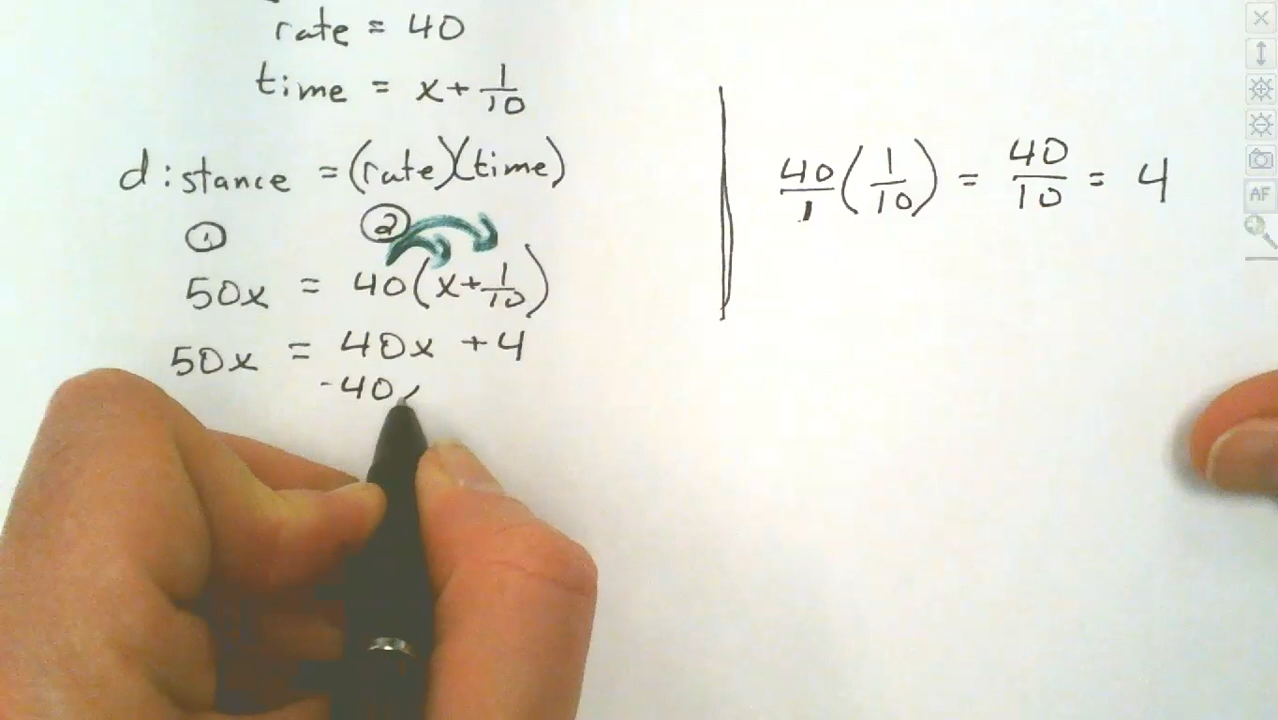 rate = 40
time = x + 1/10
distance = (rate)(time)
① ②
50x = 40(x + 1/10)
50x = 40x + 4
-40
40/1 (1/10) = 40/10 = 4
AF